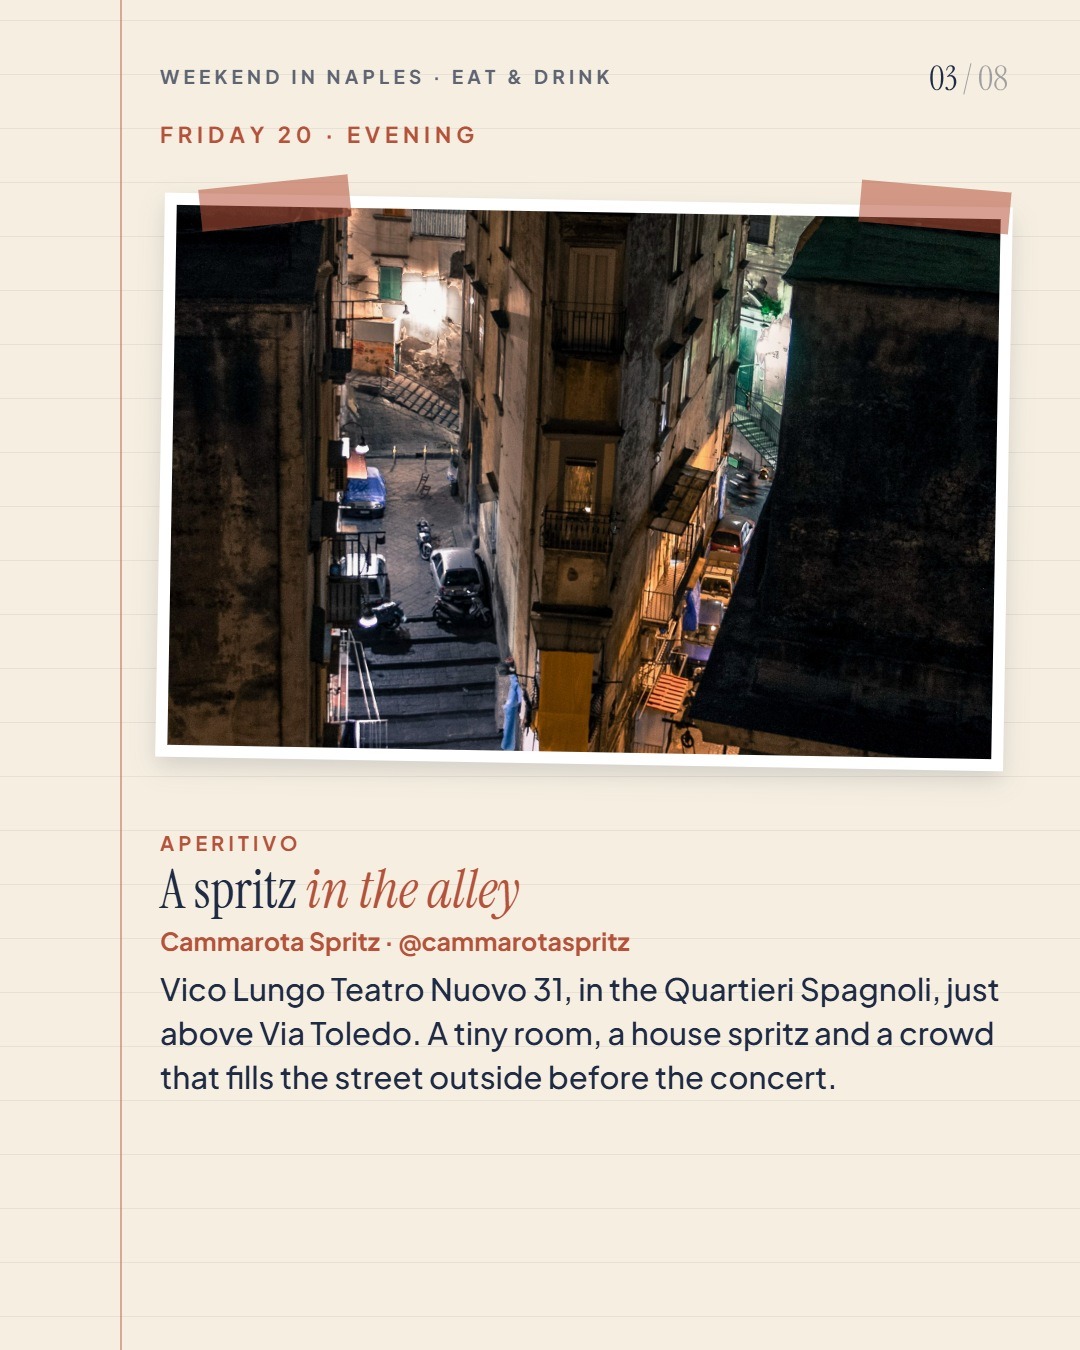 WEEKEND IN NAPLES · EAT & DRINK
03 / 08
FRIDAY 20 · EVENING
APERITIVO
A spritz in the alley
Cammarota Spritz · @cammarotaspritz
Vico Lungo Teatro Nuovo 31, in the Quartieri Spagnoli, just
above Via Toledo. A tiny room, a house spritz and a crowd
that fills the street outside before the concert.